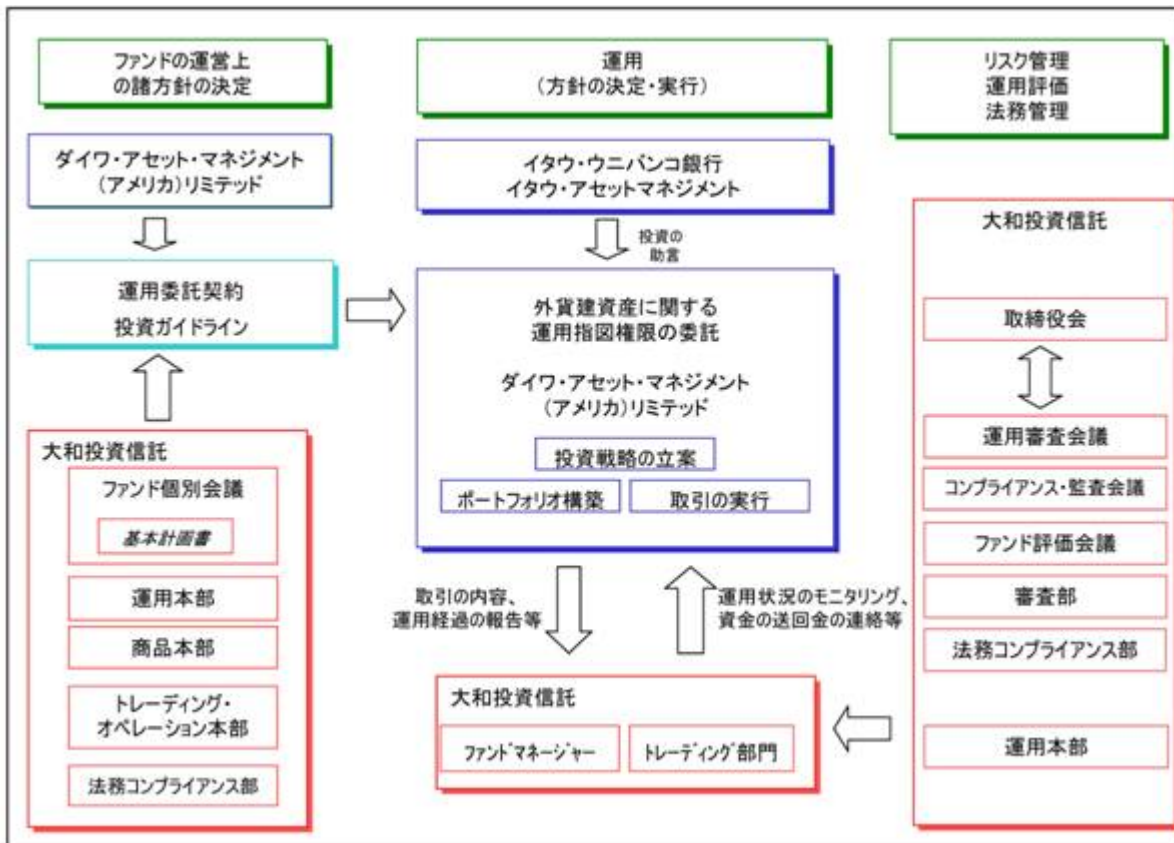 ファンドの運営上
の諸方針の決定
運用
(方針の決定・実行)
リスク管理
運用評価
法務管理
ダイワ・アセット・マネジメント
(アメリカ)リミテッド
イタウ・ウニバンコ銀行
イタウ・アセットマネジメント
投資の
助言
運用委託契約
投資ガイドライン
外貨建資産に関する
運用指図権限の委託
ダイワ・アセット・マネジメント
(アメリカ)リミテッド
投資戦略の立案
ポートフォリオ構築
取引の実行
大和投資信託
ファンド個別会議
基本計画書
運用本部
商品本部
トレーディング・
オペレーション本部
法務コンプライアンス部
取引の内容、
運用経過の報告等
運用状況のモニタリング、
資金の送回金の連絡等
大和投資信託
ファンドマネージャー
トレーディング部門
大和投資信託
取締役会
運用審査会議
コンプライアンス・監査会議
ファンド評価会議
審査部
法務コンプライアンス部
運用本部